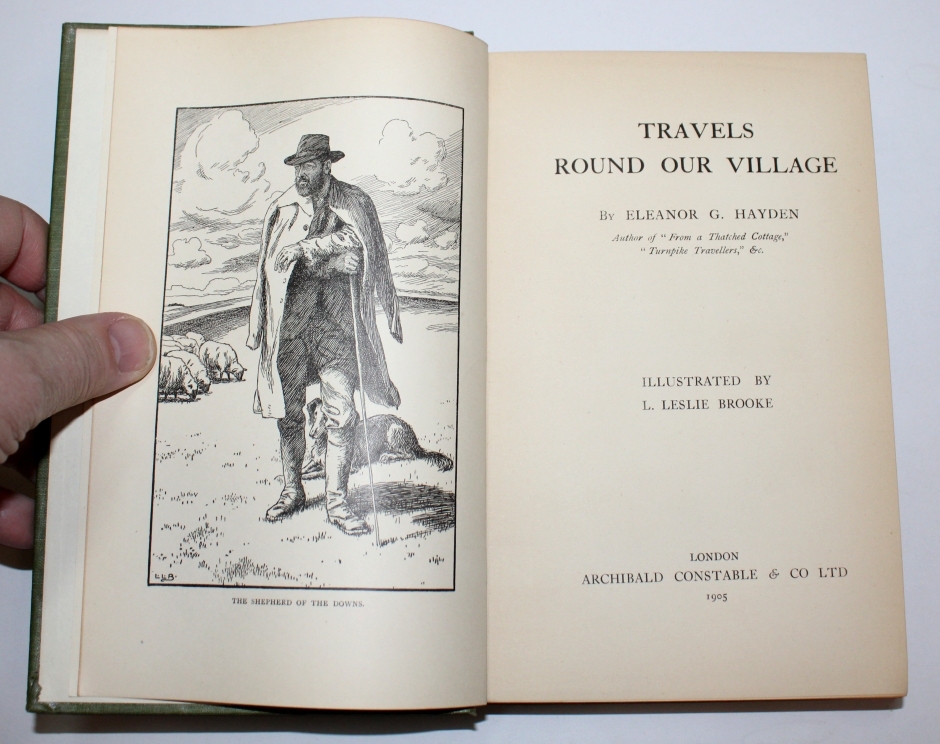 L.L.B.
THE SHEPHERD OF THE DOWNS.
TRAVELS
ROUND OUR VILLAGE
By ELEANOR G. HAYDEN
Author of "From a Thatched Cottage,"
"Turnpike Travellers," &c.
ILLUSTRATED BY
L. LESLIE BROOKE
LONDON
ARCHIBALD CONSTABLE & CO LTD
1905